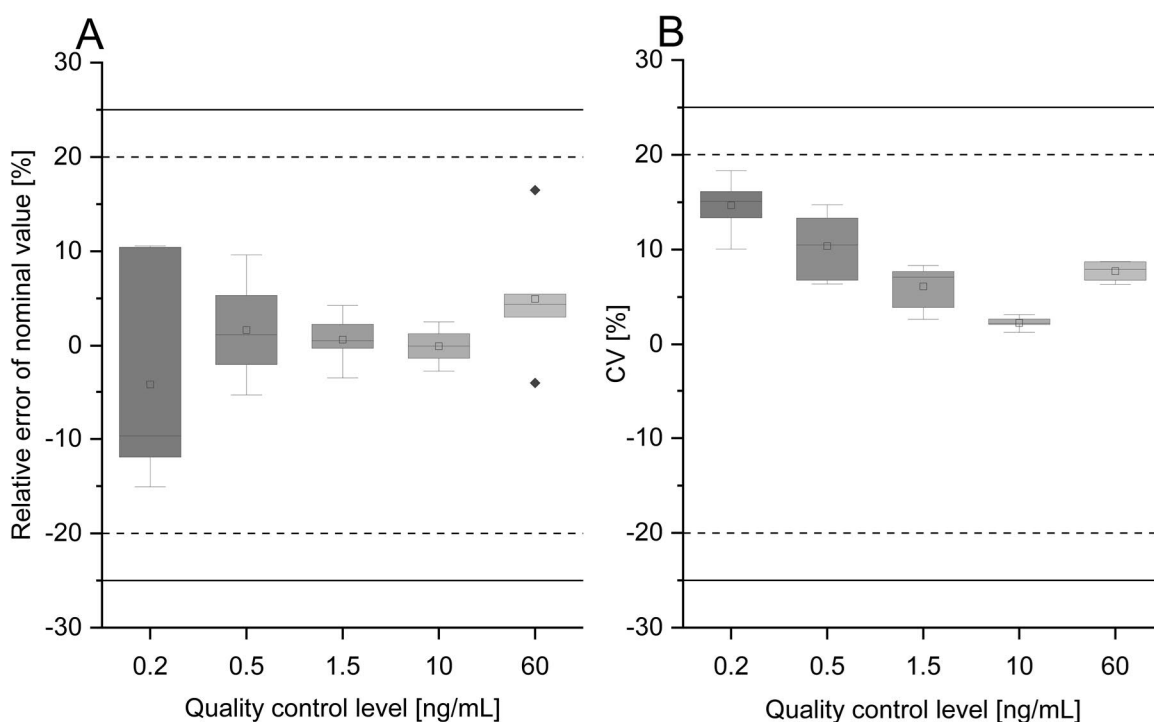 A
Relative error of nominal value [%]
30
20
10
0
-10
-20
-30
0.2 0.5 1.5 10 60
Quality control level [ng/mL]
B
CV [%]
30
20
10
0
-10
-20
-30
0.2 0.5 1.5 10 60
Quality control level [ng/mL]